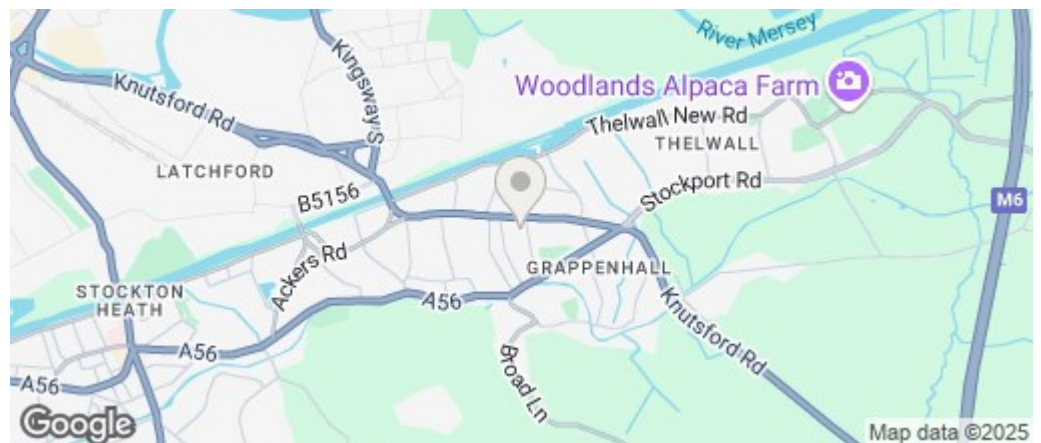 River Mersey
Woodlands Alpaca Farm
Kingsway S
Knutsford Rd
Thelwall New Rd
THELWALL
LATCHFORD
B5156
Stockport Rd
M6
Ackers Rd
GRAPPENHALL
STOCKTON
HEATH
A56
Knutsford Rd
A56
Broad Ln
A56
Google
Map data ©2025